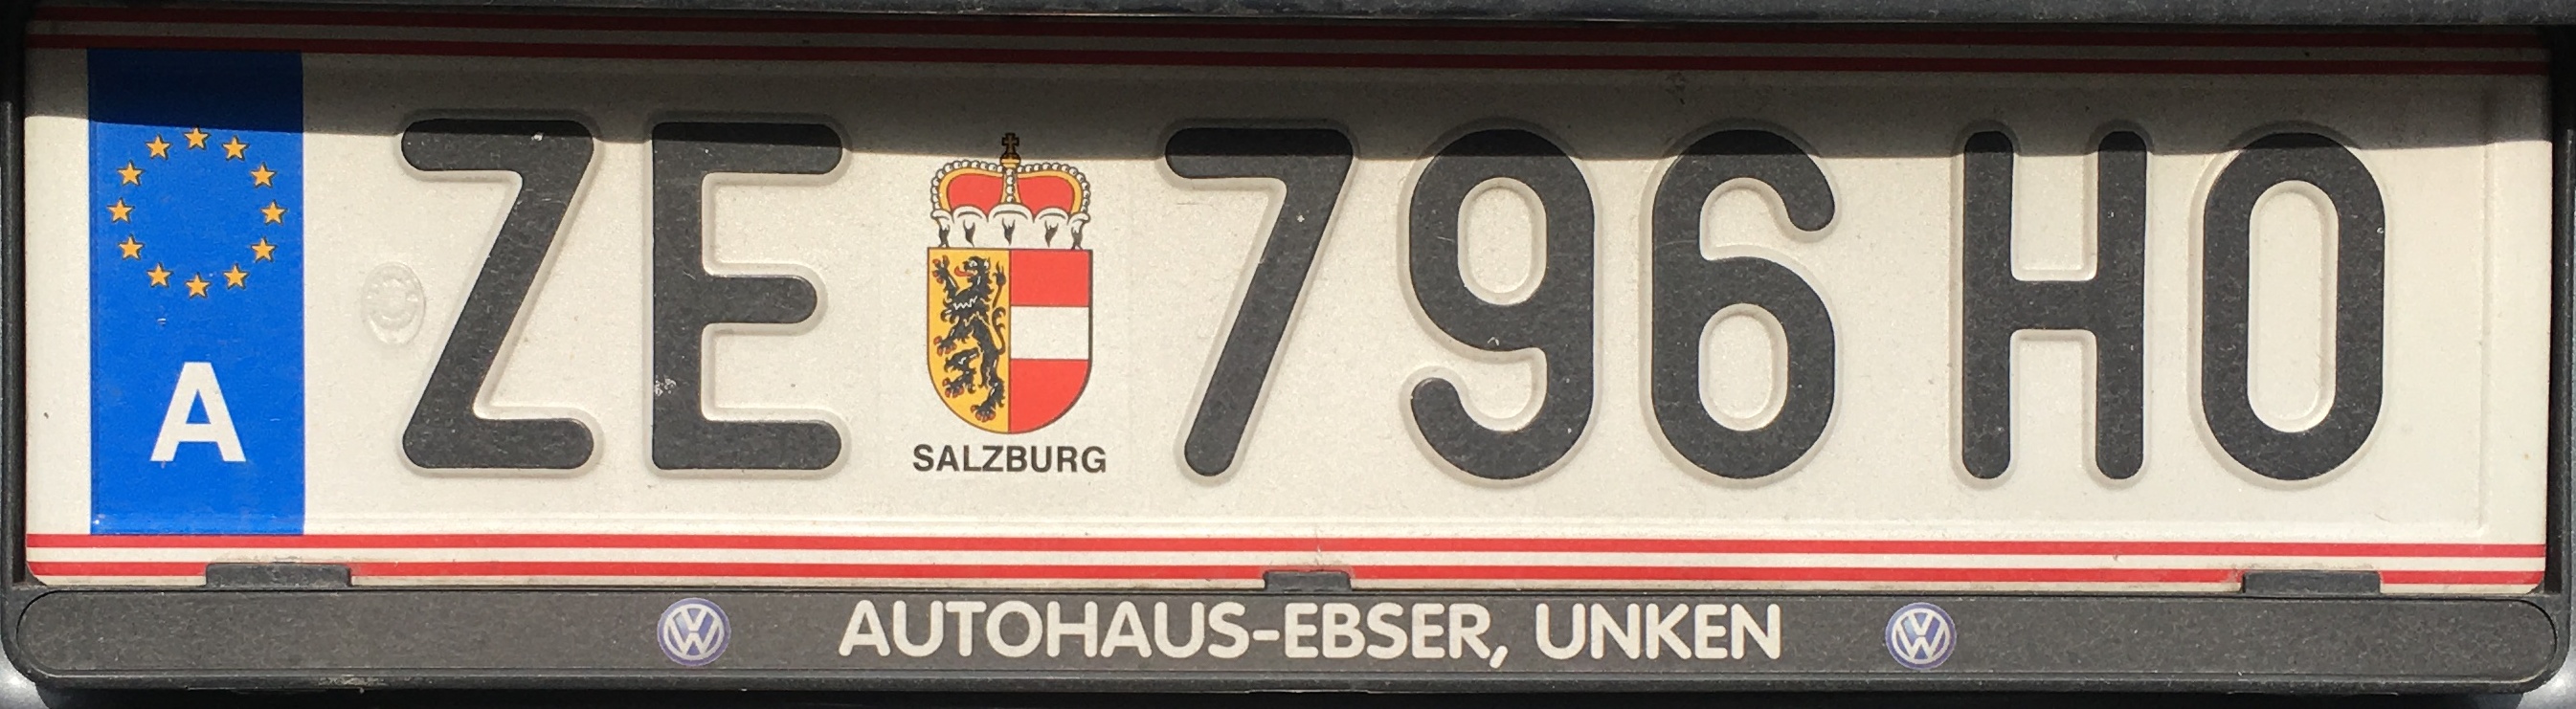 A ZE 796 HO
SALZBURG
AUTOHAUS-EBSER, UNKEN